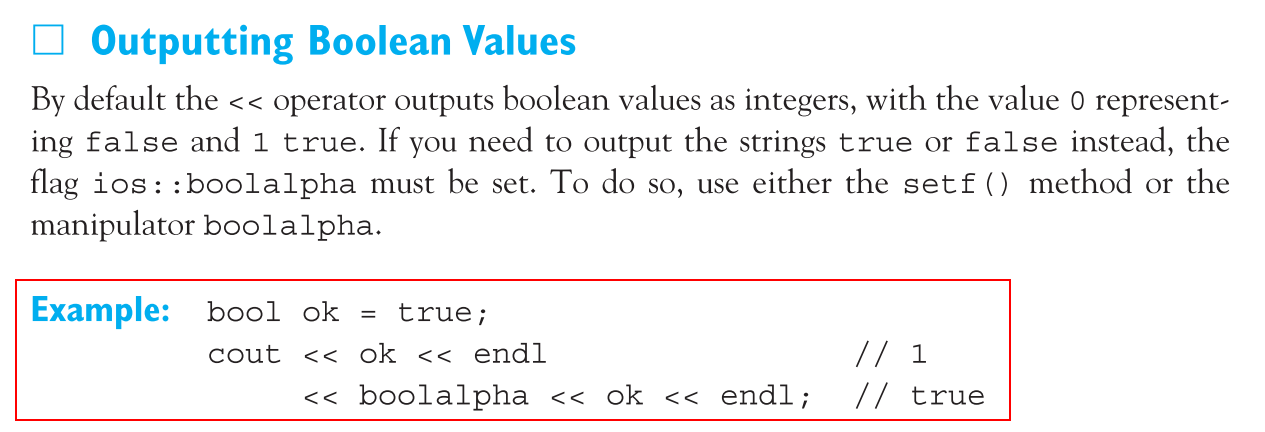 □ Outputting Boolean Values
By default the << operator outputs boolean values as integers, with the value 0 represent-
ing false and 1 true. If you need to output the strings true or false instead, the
flag ios::boolalpha must be set. To do so, use either the setf() method or the
manipulator boolalpha.
Example: bool ok = true;
cout << ok << endl // 1
<< boolalpha << ok << endl; // true